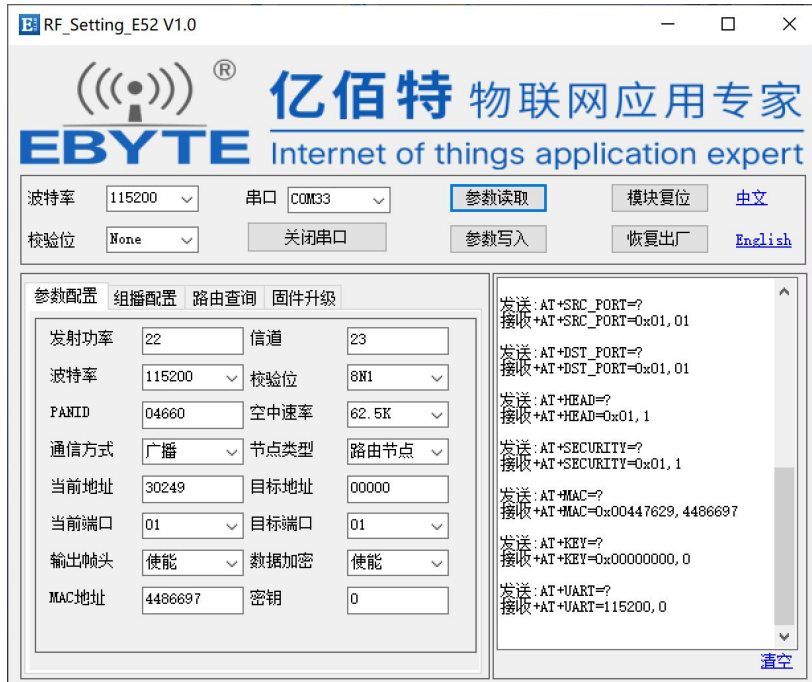 RF_Setting_E52 V1.0
®
EBYTE
亿佰特 物联网应用专家
Internet of things application expert
波特率 115200 串口 COM33 参数读取 模块复位 中文
校验位 None 关闭串口 参数写入 恢复出厂 English
参数配置 组播配置 路由查询 固件升级
发射功率 22 信道 23
波特率 115200 校验位 8N1
PANID 04660 空中速率 62.5K
通信方式 广播 节点类型 路由节点
当前地址 30249 目标地址 00000
当前端口 01 目标端口 01
输出帧头 使能 数据加密 使能
MAC地址 4486697 密钥 0
发送:AT+SRC_PORT=?
接收+AT+SRC_PORT=0x01,01
发送:AT+DST_PORT=?
接收+AT+DST_PORT=0x01,01
发送:AT+HEAD=?
接收+AT+HEAD=0x01,1
发送:AT+SECURITY=?
接收+AT+SECURITY=0x01,1
发送:AT+MAC=?
接收+AT+MAC=0x00447629,4486697
发送:AT+KEY=?
接收+AT+KEY=0x00000000,0
发送:AT+UART=?
接收+AT+UART=115200,0
清空